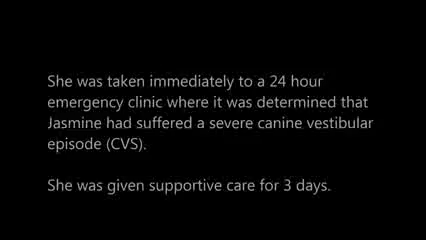 She was taken immediately to a 24 hour
emergency clinic where it was determined that
Jasmine had suffered a severe canine vestibular
episode (CVS).
She was given supportive care for 3 days.